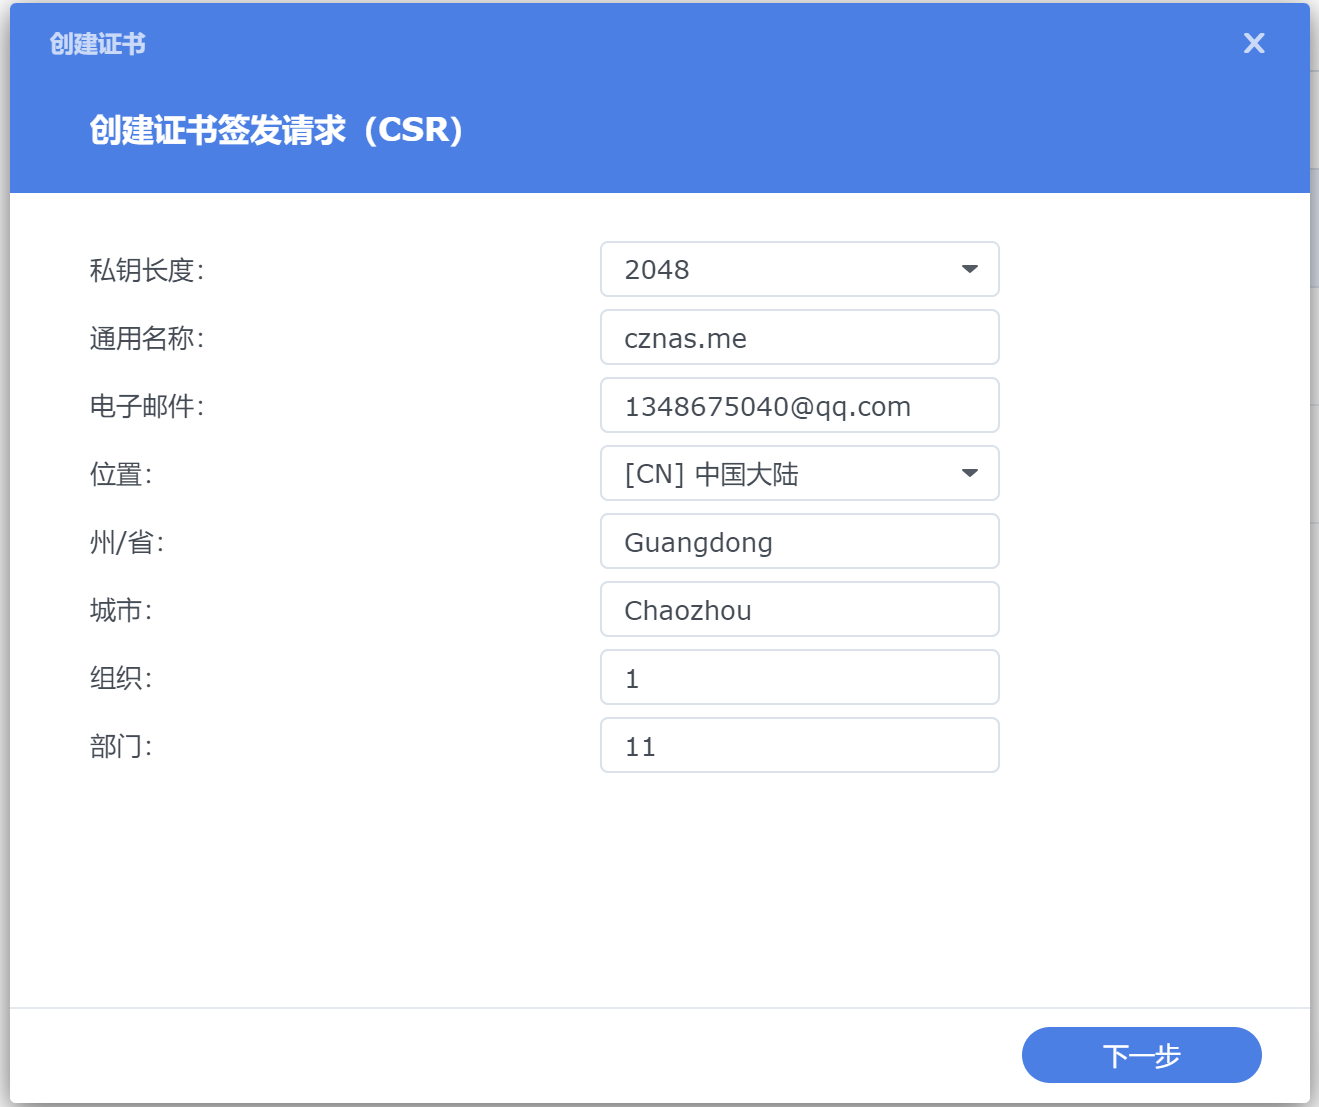 创建证书
创建证书签发请求（CSR）
私钥长度： 2048
通用名称： cznas.me
电子邮件： 1348675040@qq.com
位置： [CN] 中国大陆
州/省： Guangdong
城市： Chaozhou
组织： 1
部门： 11
下一步